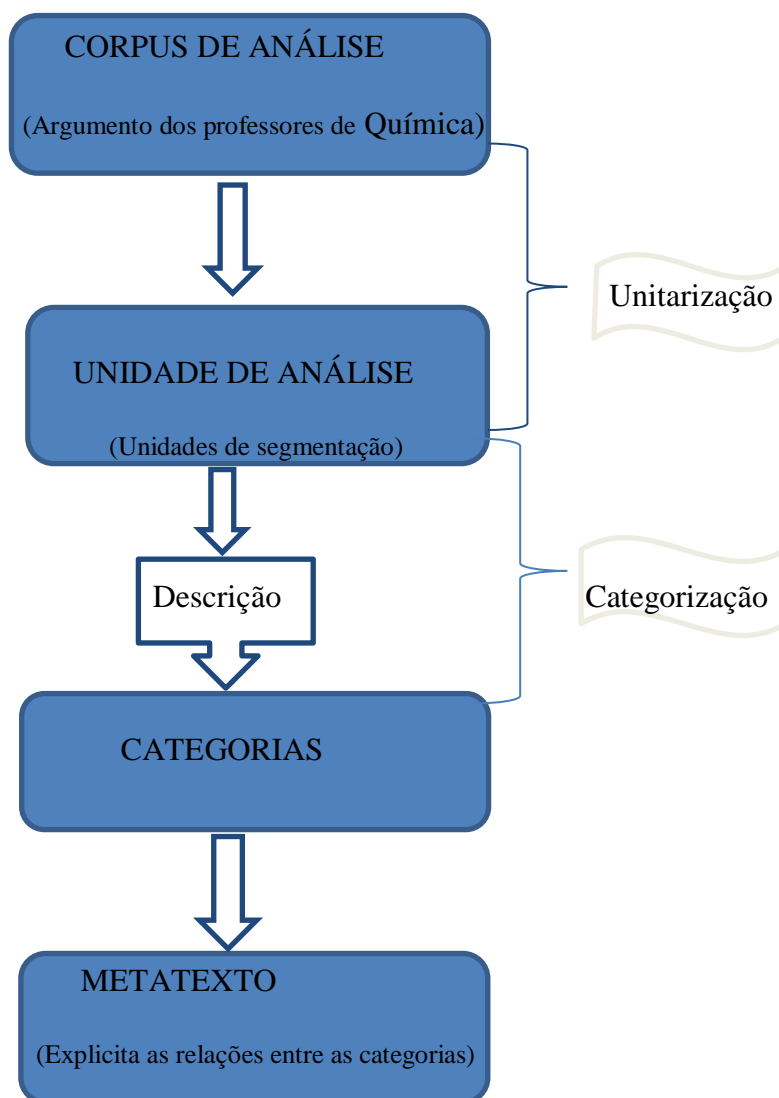 CORPUS DE ANÁLISE
(Argumento dos professores de Química)
Unitarização
UNIDADE DE ANÁLISE
(Unidades de segmentação)
Descrição
Categorização
CATEGORIAS
METATEXTO
(Explicita as relações entre as categorias)